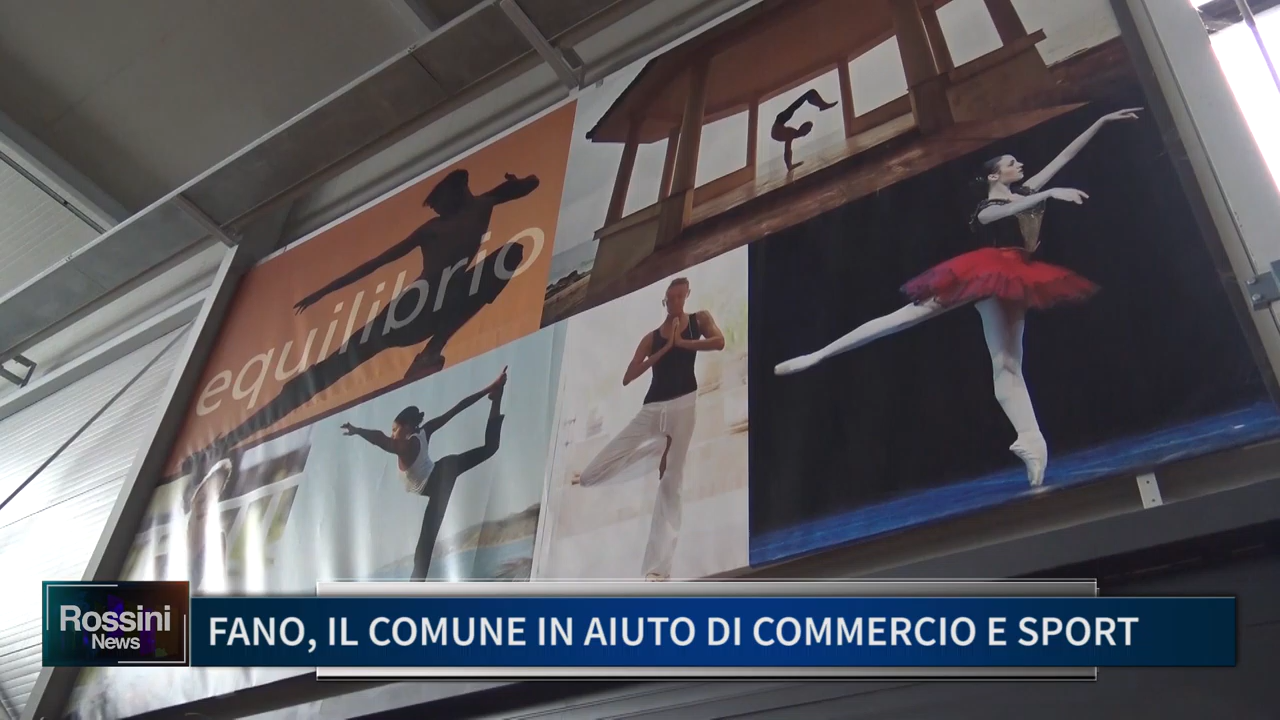 equilibrio
Rossini
News
FANO, IL COMUNE IN AIUTO DI COMMERCIO E SPORT